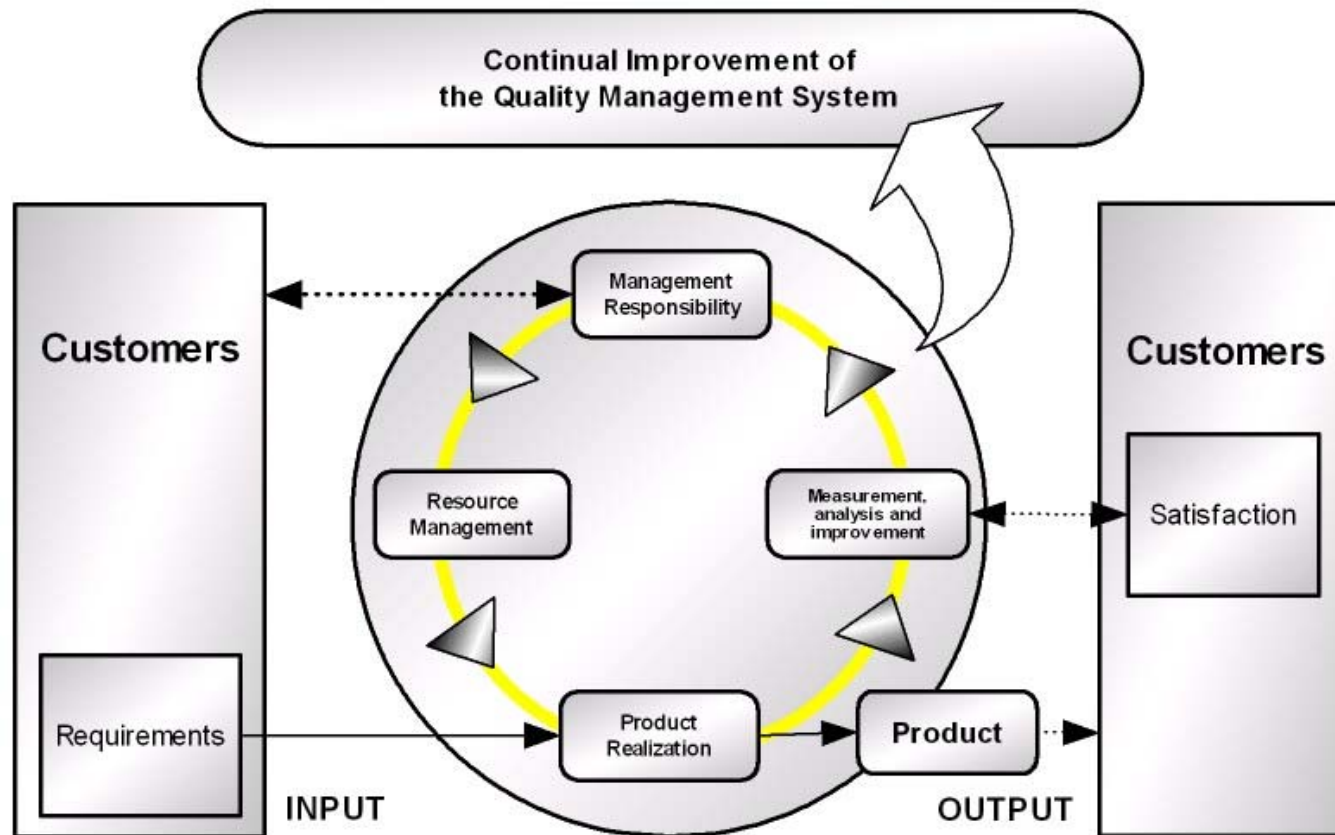 Continual Improvement of
the Quality Management System
Customers
Requirements
INPUT
Management
Responsibility
Resource
Management
Measurement,
analysis and
improvement
Product
Realization
Product
OUTPUT
Customers
Satisfaction